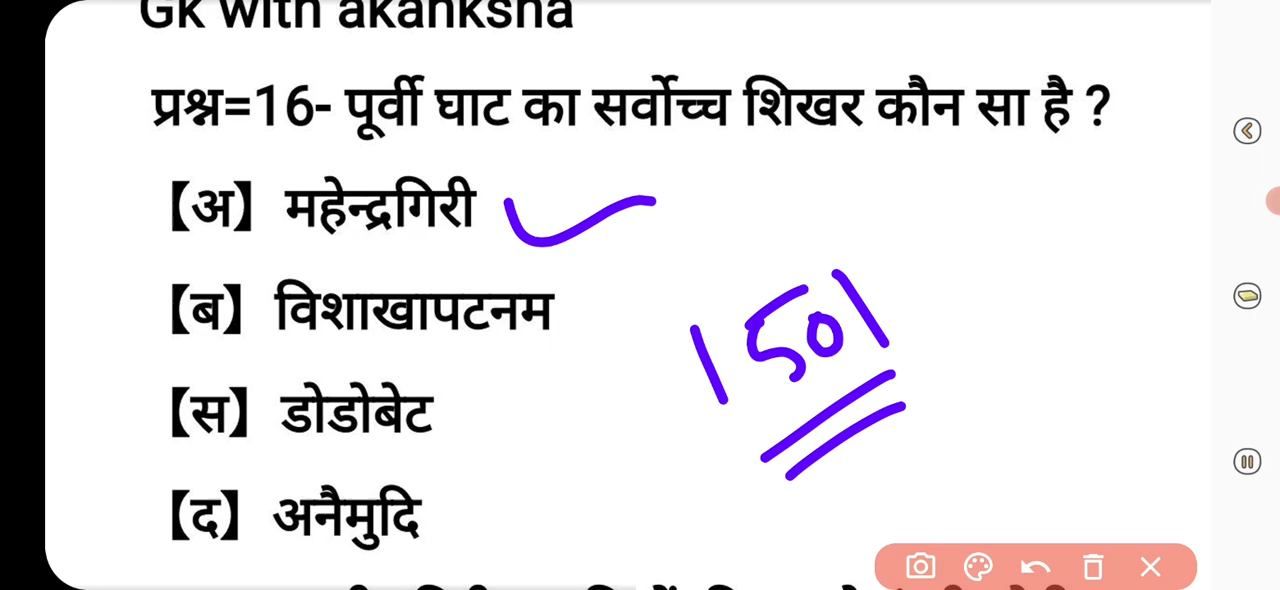 Gk with akanksha
प्रश्न=16- पूर्वी घाट का सर्वोच्च शिखर कौन सा है ?
【अ】 महेन्द्रगिरी
【ब】 विशाखापटनम
1501
【स】 डोडोबेट
【द】 अनैमुदि